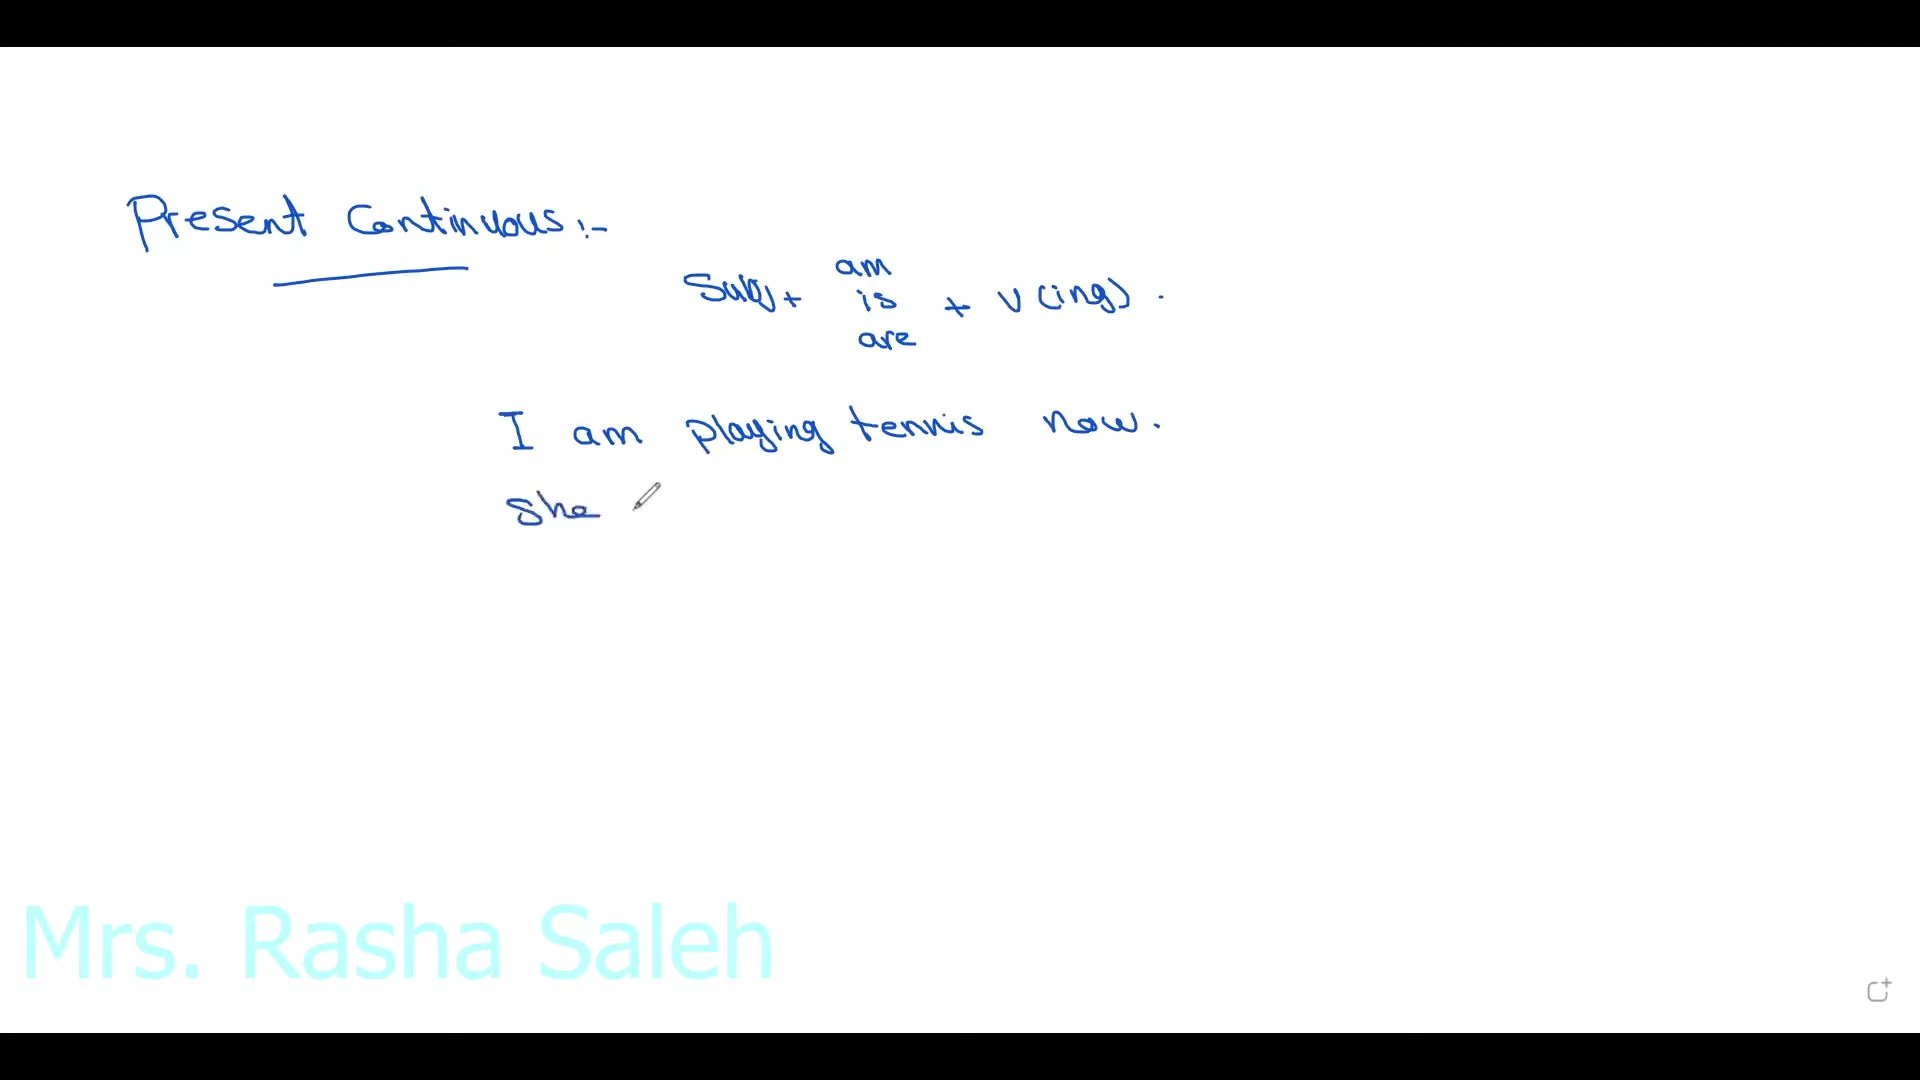 Present Continuous :-
Subj + am is are + v (ing) .
I am playing tennis now.
She
Mrs. Rasha Saleh